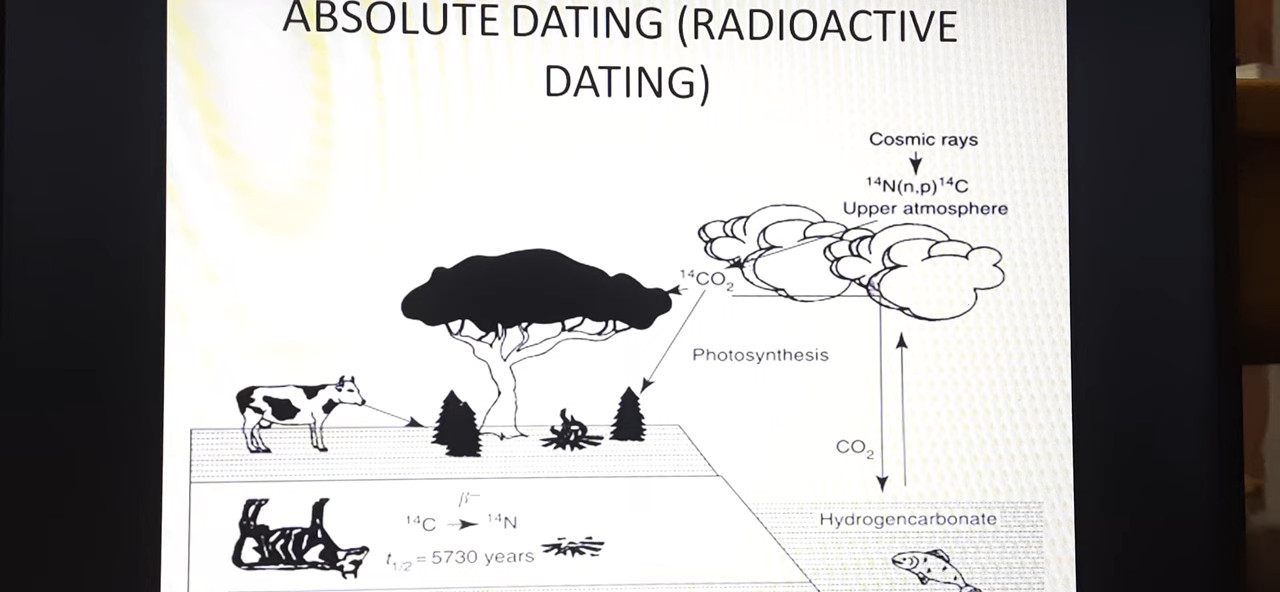 ABSOLUTE DATING (RADIOACTIVE
DATING)
Cosmic rays
¹⁴N(n,p)¹⁴C
Upper atmosphere
¹⁴CO₂
Photosynthesis
CO₂
Hydrogencarbonate
β⁻
¹⁴C → ¹⁴N
t₁/₂ = 5730 years